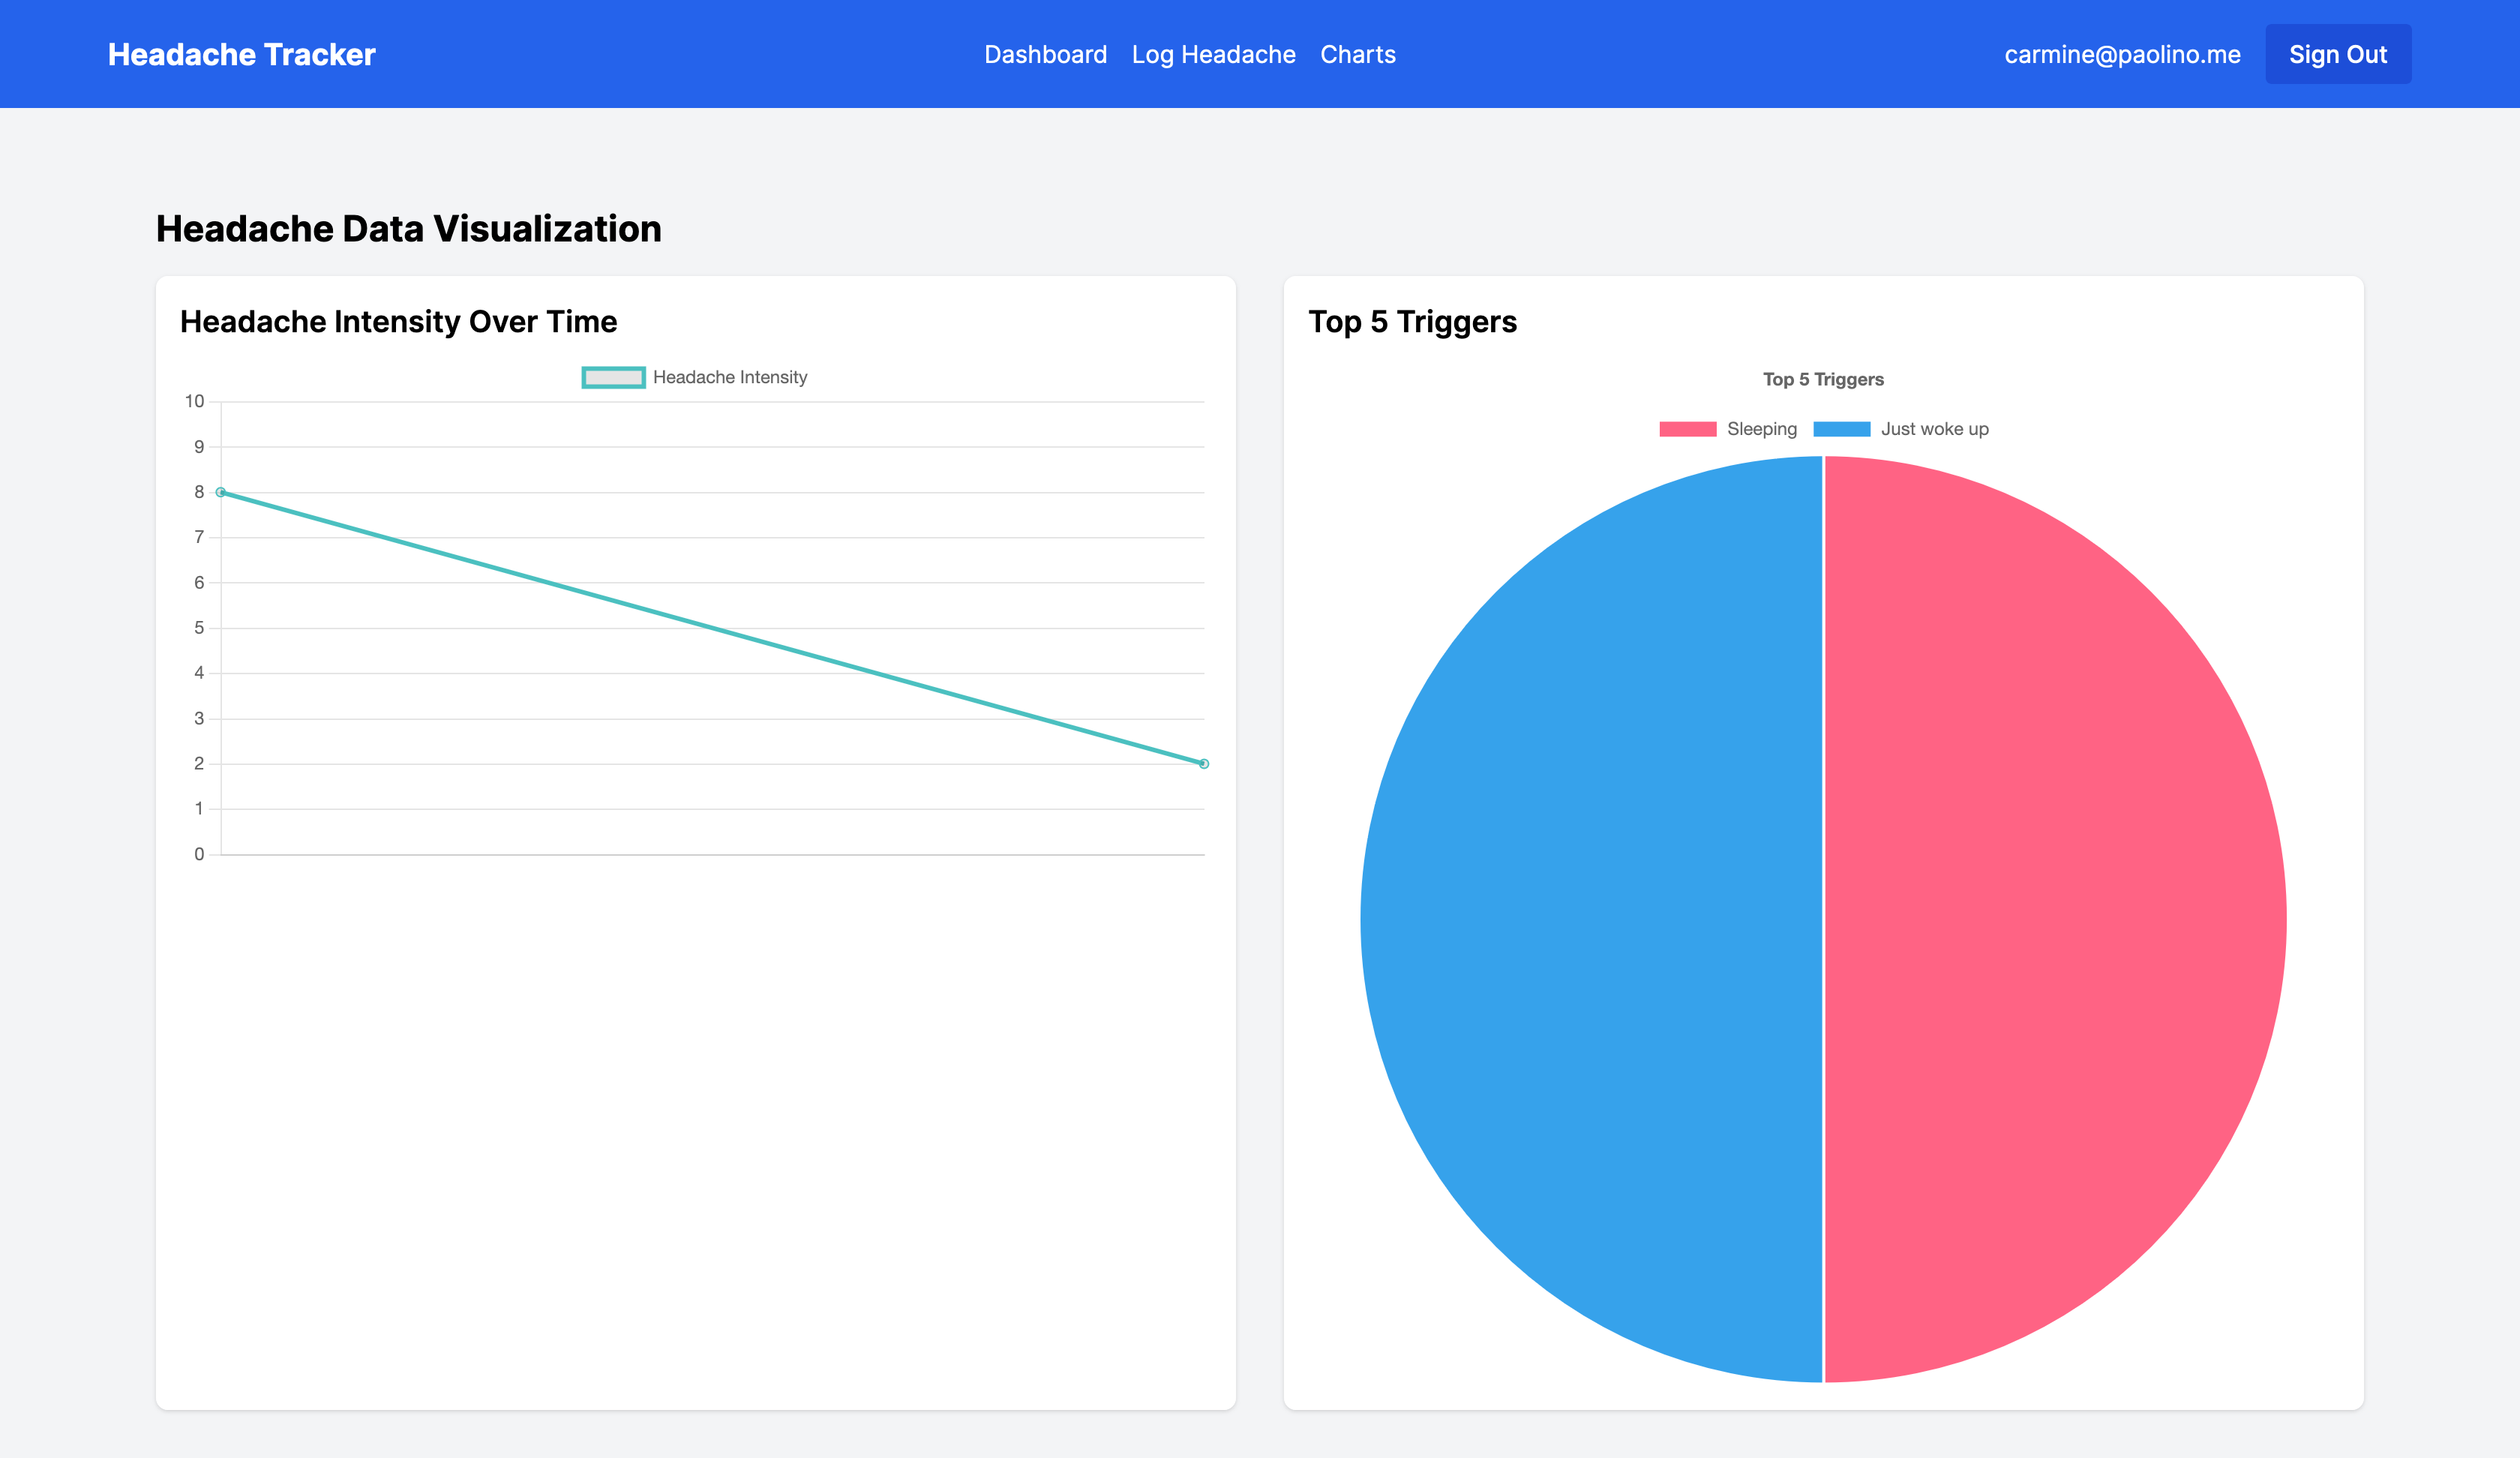 Headache Tracker
Dashboard Log Headache Charts
carmine@paolino.me Sign Out
Headache Data Visualization
Headache Intensity Over Time
Headache Intensity
10
9
8
7
6
5
4
3
2
1
0
Top 5 Triggers
Top 5 Triggers
Sleeping Just woke up